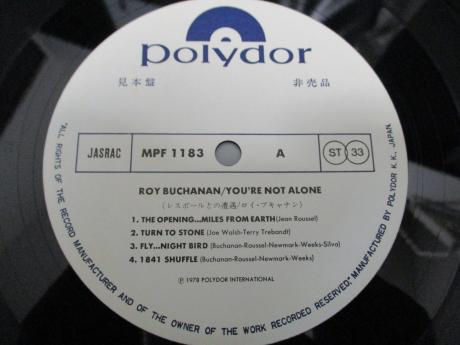 polydor
見本盤 非売品
JASRAC MPF 1183 A ST 33
ROY BUCHANAN/YOU'RE NOT ALONE
(レスポールとの遭遇/ロイ・ブキャナン)
1. THE OPENING...MILES FROM EARTH(Jean Roussel)
2. TURN TO STONE (Joe Walsh-Terry Trebandt)
3. FLY...NIGHT BIRD (Buchanan-Roussel-Newmark-Weeks-Silva)
4. 1841 SHUFFLE (Buchanan-Roussel-Newmark-Weeks)
Ⓟ 1978 POLYDOR INTERNATIONAL
"ALL RIGHTS OF THE RECORD MANUFACTURER AND OF THE OWNER OF THE WORK RECORDED RESERVED" MANUFACTURED BY POLYDOR K. K., JAPAN.